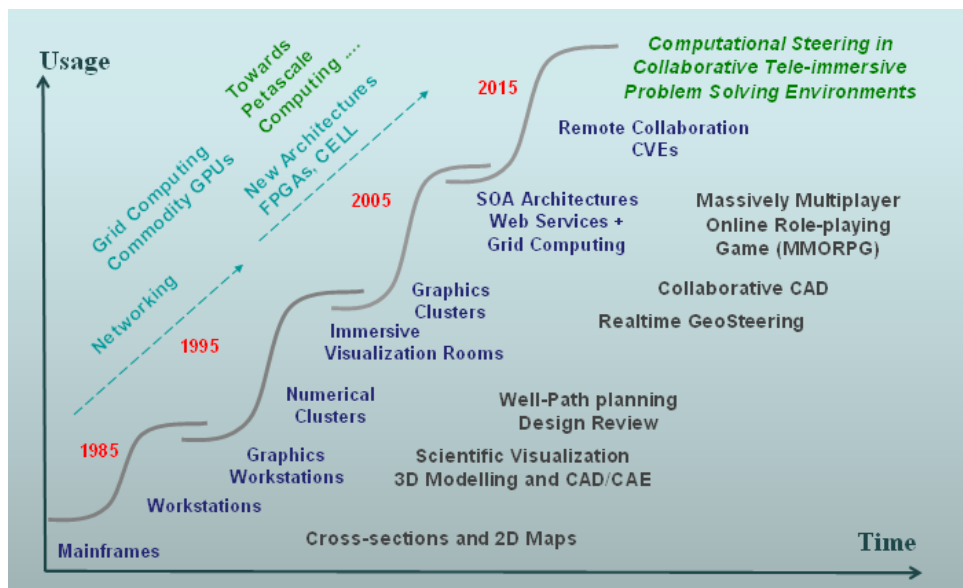 Usage
Towards
Petascale
Computing ....
New Architectures
FPGAs, CELL
Grid Computing
Commodity GPUs
Networking
1985
1995
2005
2015
Computational Steering in
Collaborative Tele-immersive
Problem Solving Environments
Remote Collaboration
CVEs
SOA Architectures
Web Services +
Grid Computing
Massively Multiplayer
Online Role-playing
Game (MMORPG)
Graphics
Clusters
Collaborative CAD
Realtime GeoSteering
Immersive
Visualization Rooms
Numerical
Clusters
Well-Path planning
Design Review
Graphics
Workstations
Scientific Visualization
3D Modelling and CAD/CAE
Workstations
Cross-sections and 2D Maps
Mainframes
Time